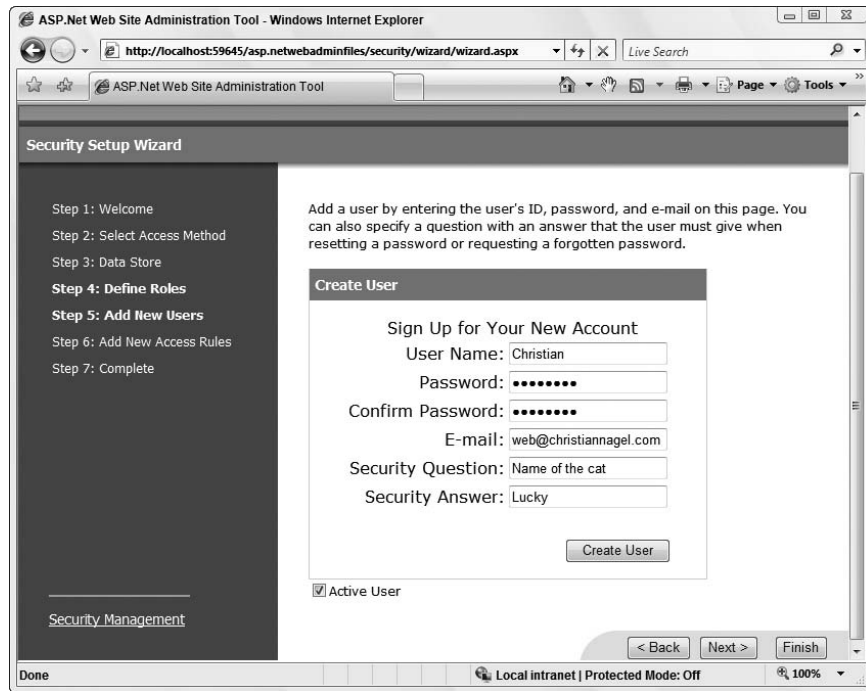 ASP.Net Web Site Administration Tool - Windows Internet Explorer
http://localhost:59645/asp.netwebadminfiles/security/wizard/wizard.aspx
Live Search
ASP.Net Web Site Administration Tool
Page
Tools
Security Setup Wizard
Step 1: Welcome
Step 2: Select Access Method
Step 3: Data Store
Step 4: Define Roles
Step 5: Add New Users
Step 6: Add New Access Rules
Step 7: Complete
Security Management
Add a user by entering the user's ID, password, and e-mail on this page. You
can also specify a question with an answer that the user must give when
resetting a password or requesting a forgotten password.
Create User
Sign Up for Your New Account
User Name: Christian
Password: ••••••••
Confirm Password: ••••••••
E-mail: web@christiannagel.com
Security Question: Name of the cat
Security Answer: Lucky
Create User
Active User
< Back
Next >
Finish
Done
Local intranet | Protected Mode: Off
100%